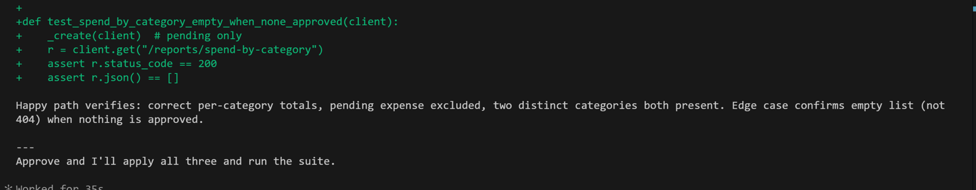 +
+def test_spend_by_category_empty_when_none_approved(client):
+    _create(client)  # pending only
+    r = client.get("/reports/spend-by-category")
+    assert r.status_code == 200
+    assert r.json() == []
Happy path verifies: correct per-category totals, pending expense excluded, two distinct categories both present. Edge case confirms empty list (not
404) when nothing is approved.
---
Approve and I'll apply all three and run the suite.
* Worked for 35s